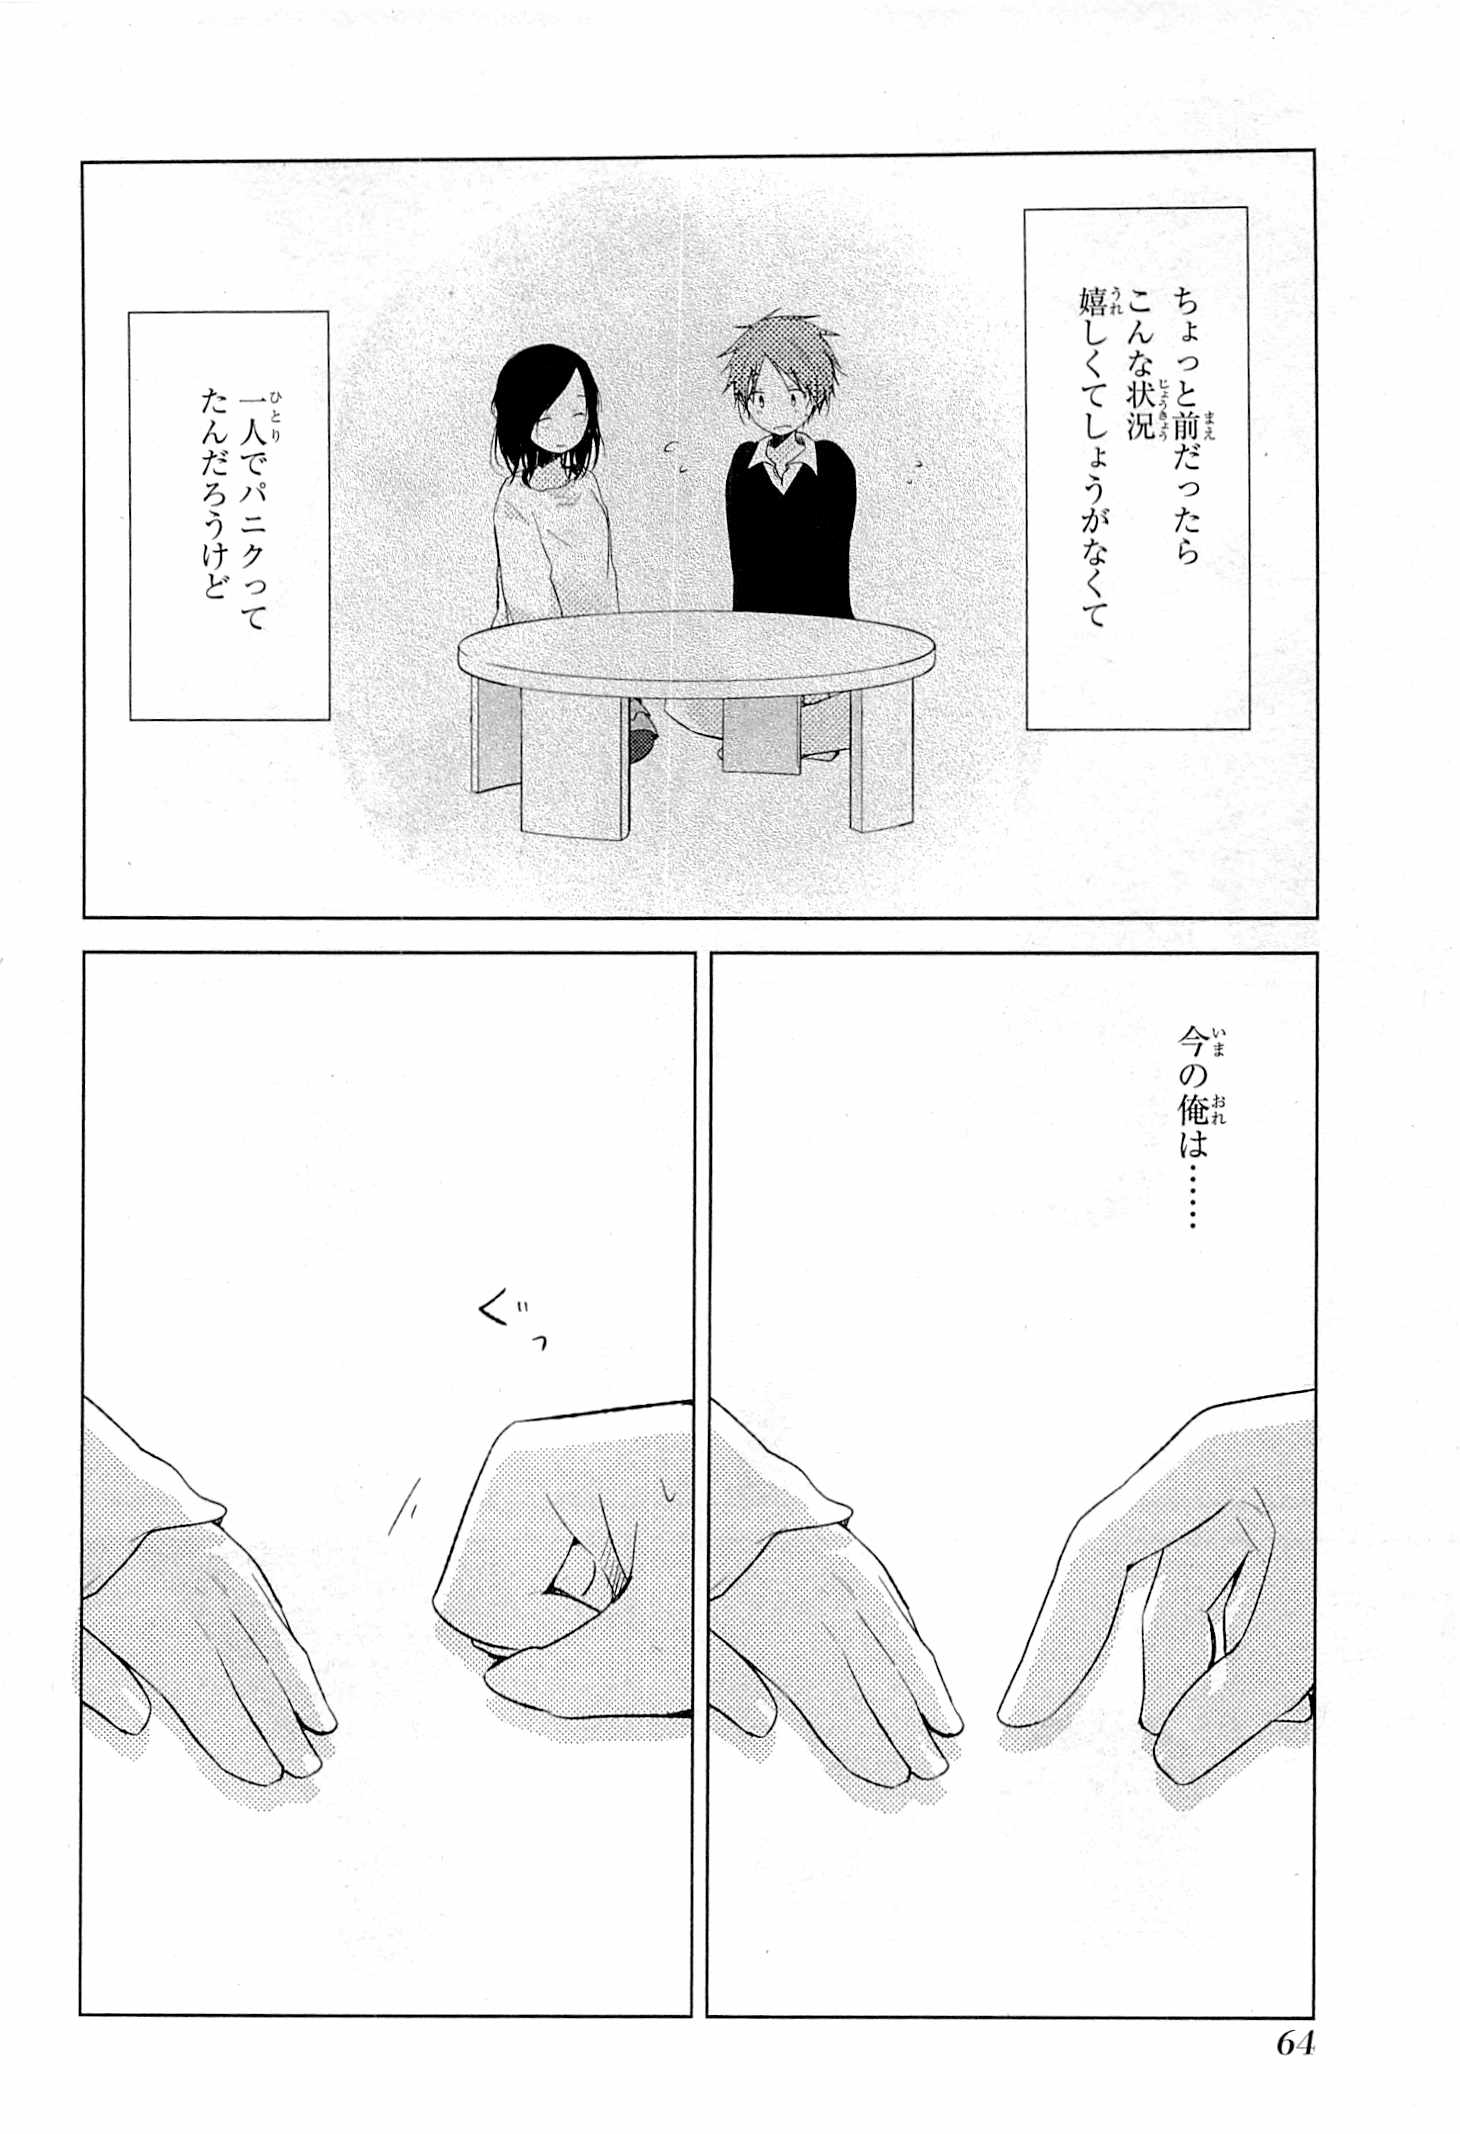 ちょっと前だったら
こんな状況
嬉しくてしょうがなくて
一人でパニクって
たんだろうけど
今の俺は……
ぐっ
64